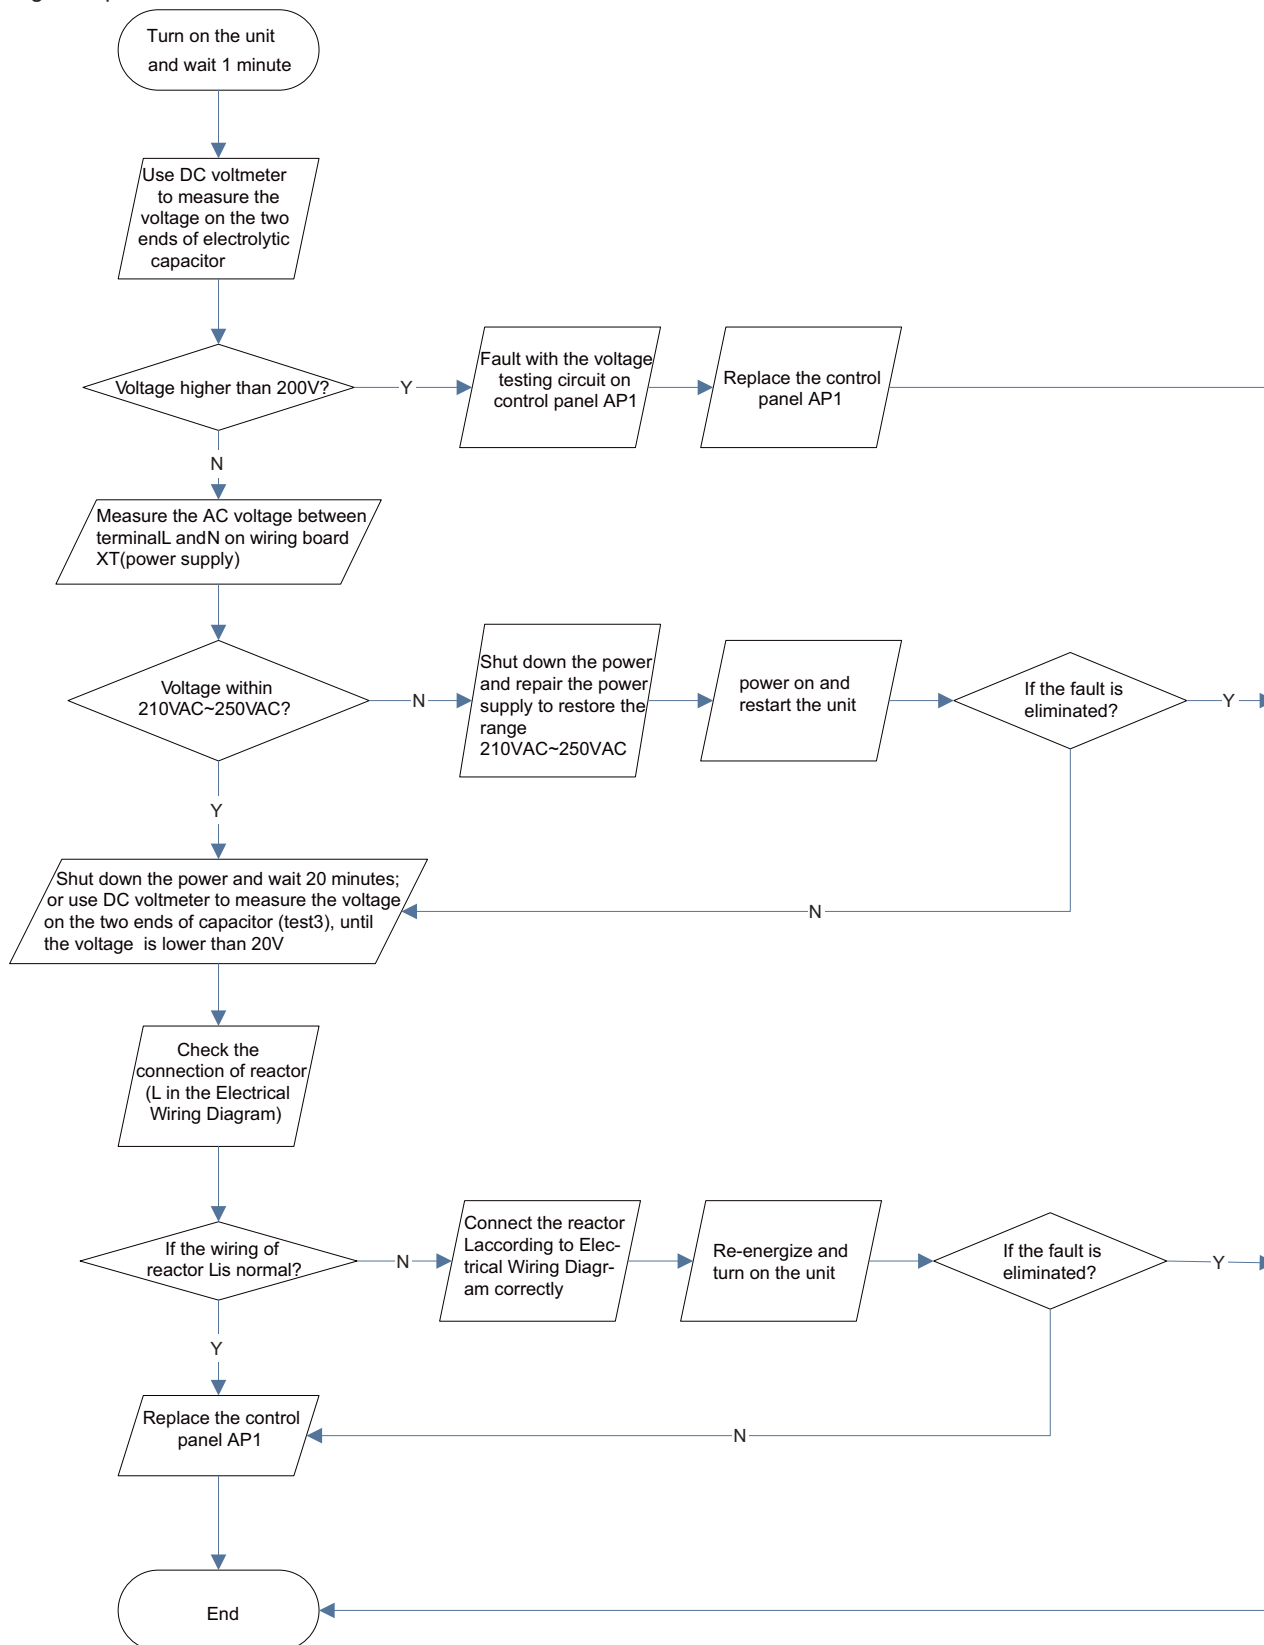 Turn on the unit
and wait 1 minute
Use DC voltmeter
to measure the
voltage on the two
ends of electrolytic
capacitor
Voltage higher than 200V?
Y
Fault with the voltage
testing circuit on
control panel AP1
Replace the control
panel AP1
N
Measure the AC voltage between
terminalL andN on wiring board
XT(power supply)
Voltage within
210VAC~250VAC?
N
Shut down the power
and repair the power
supply to restore the
range
210VAC~250VAC
power on and
restart the unit
If the fault is
eliminated?
Y
Y
Shut down the power and wait 20 minutes;
or use DC voltmeter to measure the voltage
on the two ends of capacitor (test3), until
the voltage  is lower than 20V
N
Check the
connection of reactor
(L in the Electrical
Wiring Diagram)
If the wiring of
reactor Lis normal?
N
Connect the reactor
Laccording to Elec-
trical Wiring Diagr-
am correctly
Re-energize and
turn on the unit
If the fault is
eliminated?
Y
Y
Replace the control
panel AP1
N
End